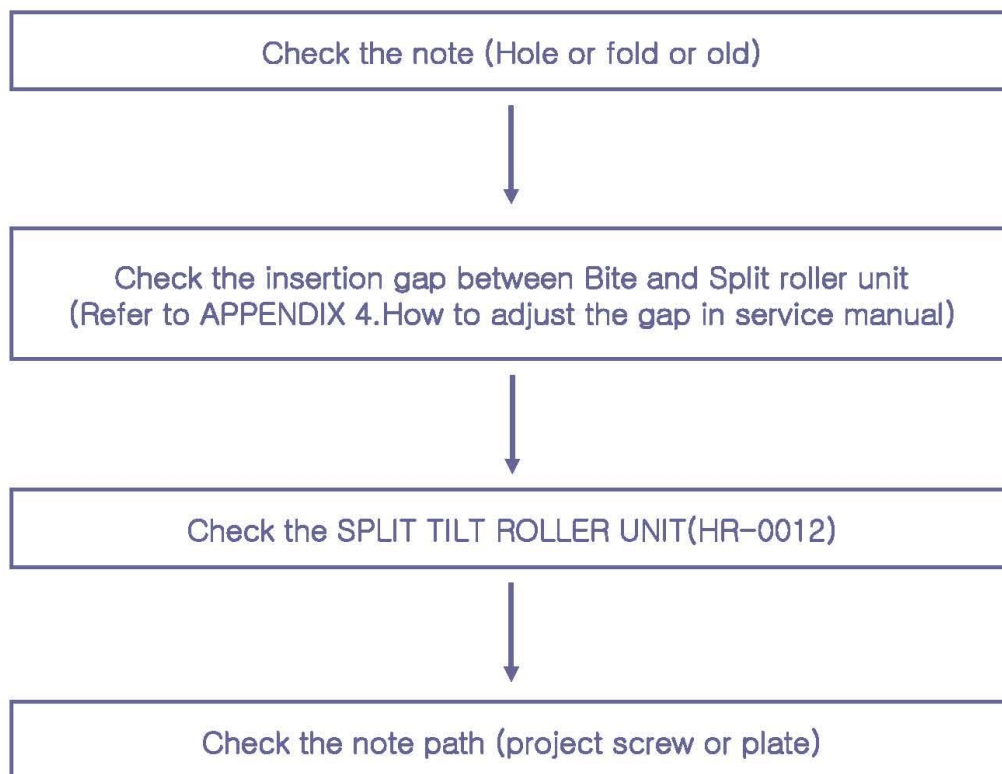 Check the note (Hole or fold or old)
Check the insertion gap between Bite and Split roller unit
(Refer to APPENDIX 4.How to adjust the gap in service manual)
Check the SPLIT TILT ROLLER UNIT(HR-0012)
Check the note path (project screw or plate)